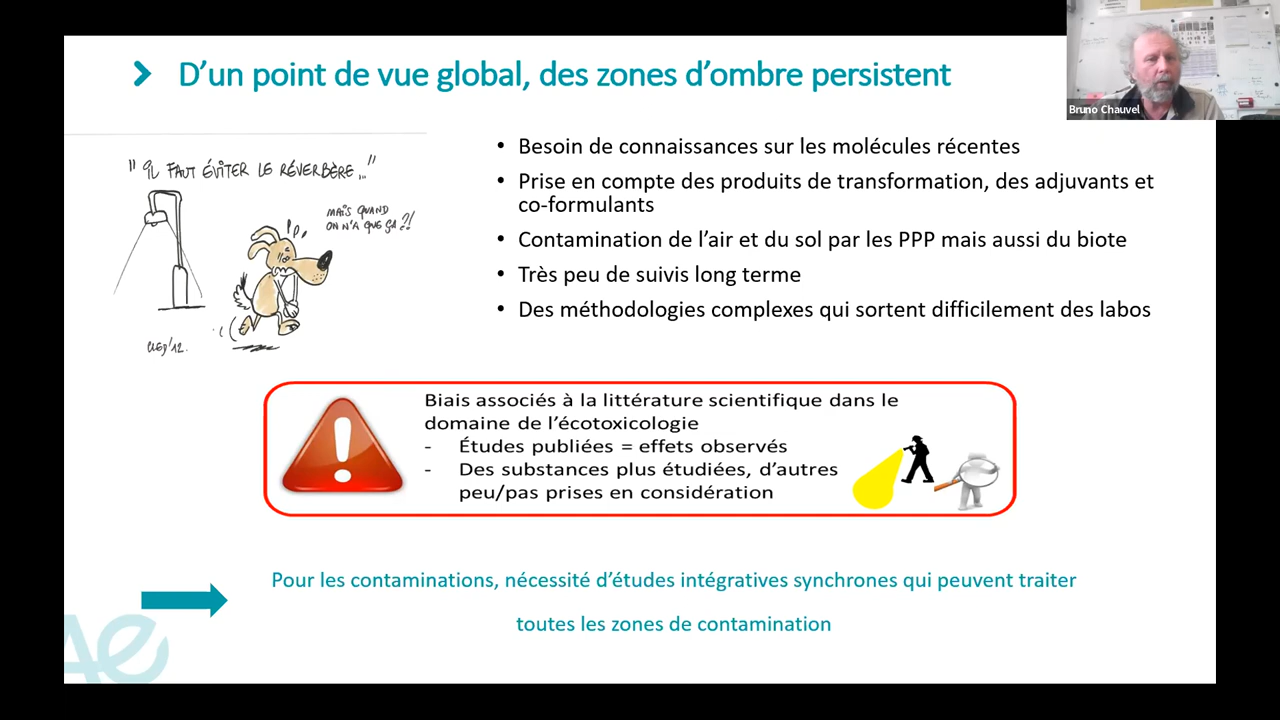 D'un point de vue global, des zones d'ombre persistent
Bruno Chauvel
"IL FAUT ÉVITER LE RÉVERBÈRE..."
MAIS QUAND
ON N'A QUE ÇA ?!
• Besoin de connaissances sur les molécules récentes
• Prise en compte des produits de transformation, des adjuvants et
co-formulants
• Contamination de l'air et du sol par les PPP mais aussi du biote
• Très peu de suivis long terme
• Des méthodologies complexes qui sortent difficilement des labos
Biais associés à la littérature scientifique dans le
domaine de l'écotoxicologie
- Études publiées = effets observés
- Des substances plus étudiées, d'autres
peu/pas prises en considération
Pour les contaminations, nécessité d'études intégratives synchrones qui peuvent traiter
toutes les zones de contamination